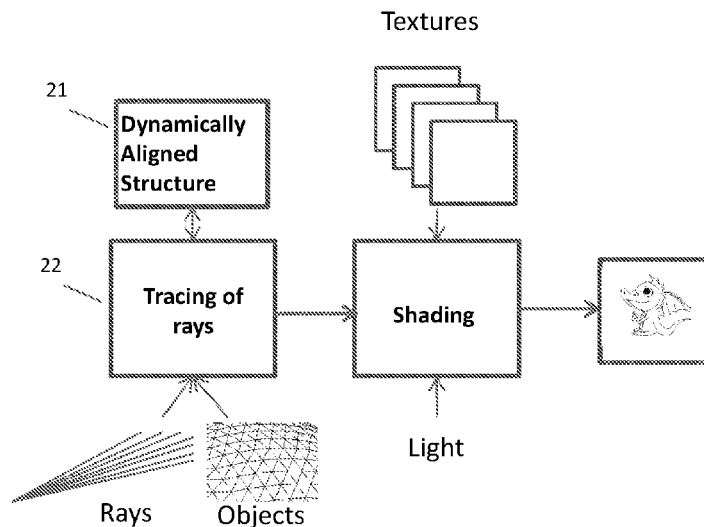 Textures
21
Dynamically
Aligned
Structure
22
Tracing of
rays
Shading
Light
Rays
Objects